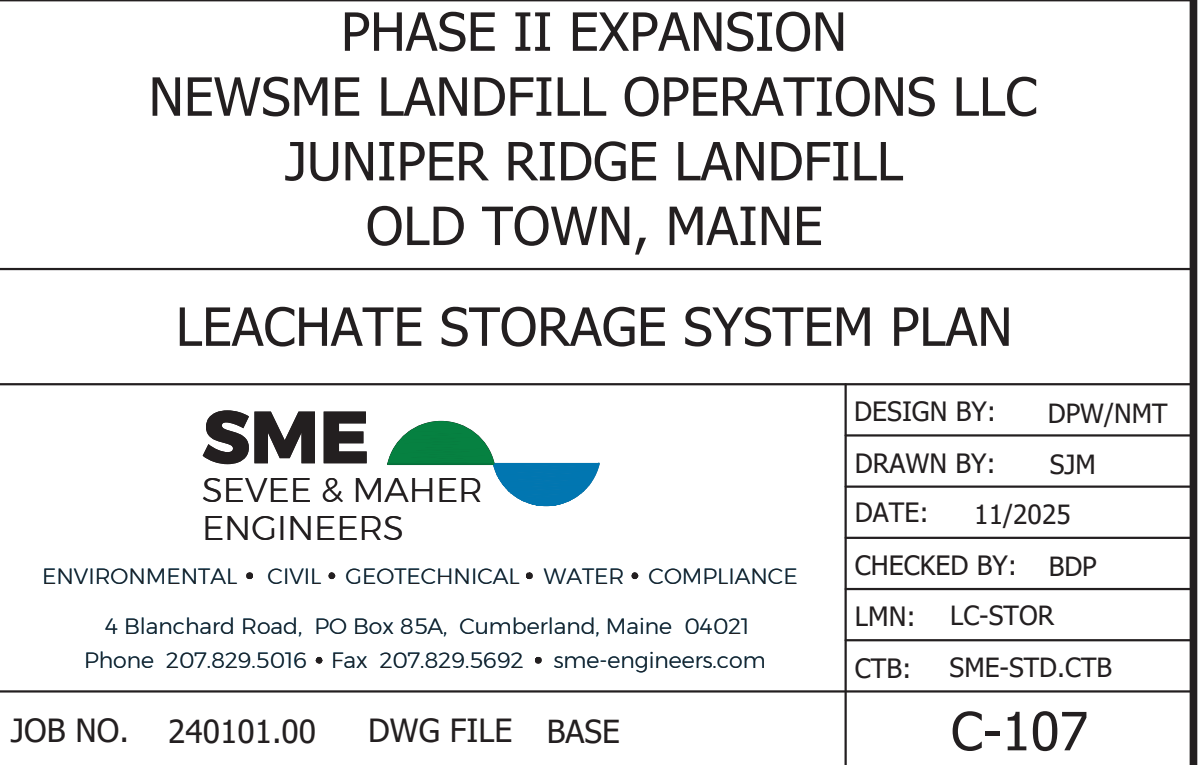 PHASE II EXPANSION
NEWSME LANDFILL OPERATIONS LLC
JUNIPER RIDGE LANDFILL
OLD TOWN, MAINE
LEACHATE STORAGE SYSTEM PLAN
SME
SEVEE & MAHER
ENGINEERS
ENVIRONMENTAL • CIVIL • GEOTECHNICAL • WATER • COMPLIANCE
4 Blanchard Road, PO Box 85A, Cumberland, Maine 04021
Phone 207.829.5016 • Fax 207.829.5692 • sme-engineers.com
DESIGN BY: DPW/NMT
DRAWN BY: SJM
DATE: 11/2025
CHECKED BY: BDP
LMN: LC-STOR
CTB: SME-STD.CTB
JOB NO. 240101.00 DWG FILE BASE
C-107